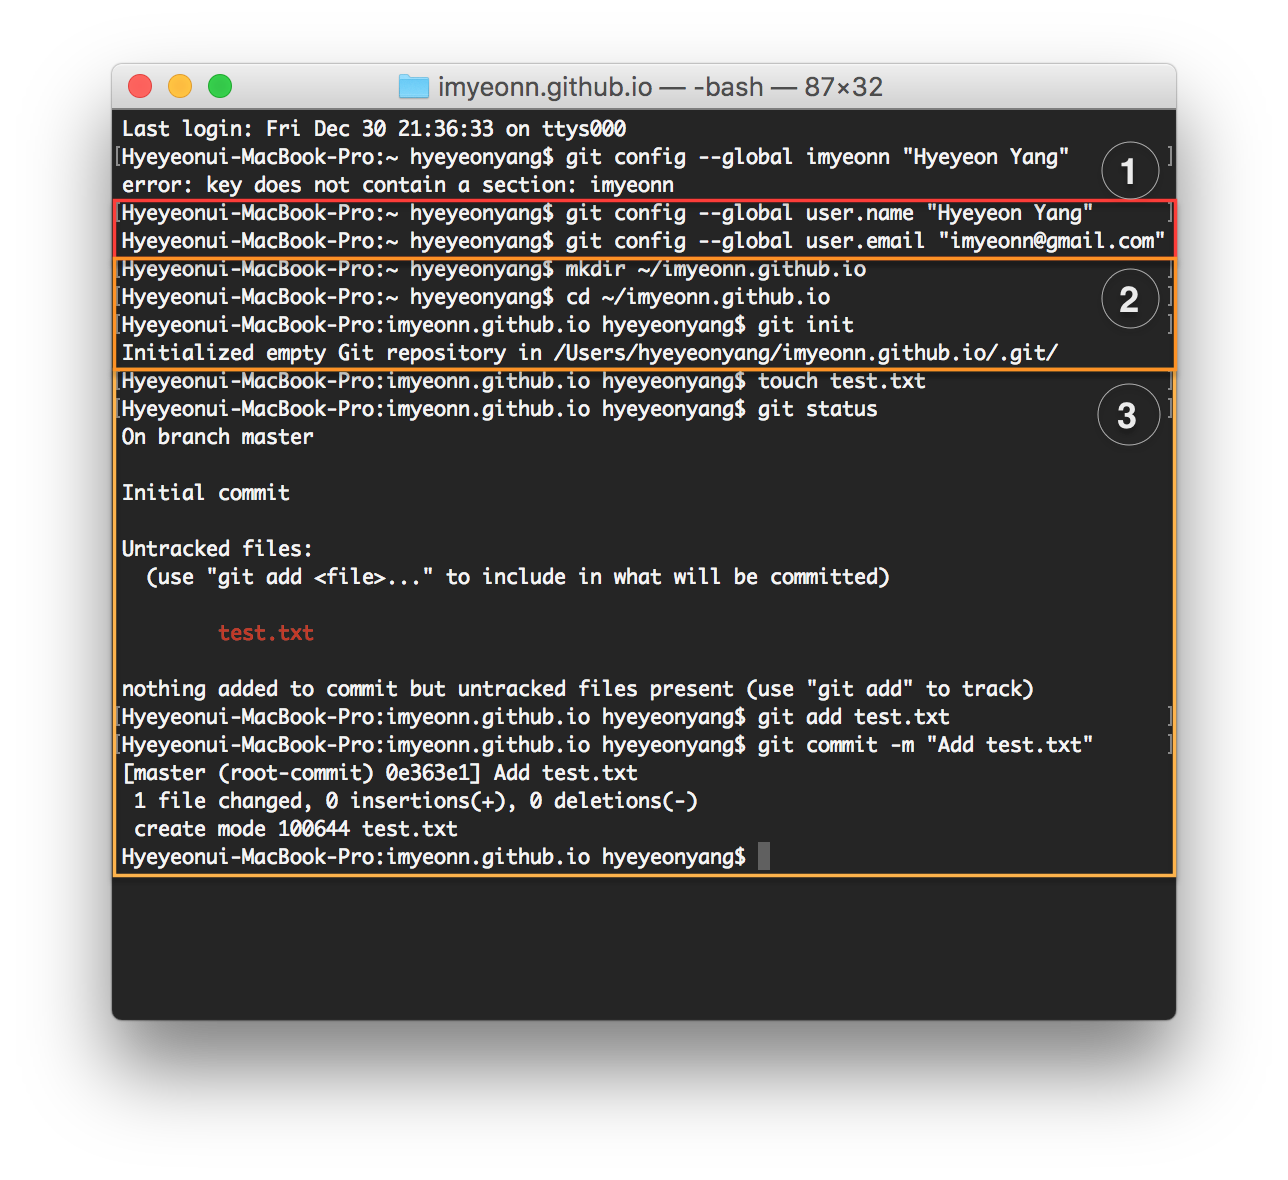 imyeonn.github.io — -bash — 87×32
Last login: Fri Dec 30 21:36:33 on ttys000
[Hyeyeonui-MacBook-Pro:~ hyeyeonyang$ git config --global imyeonn "Hyeyeon Yang" ]
1
error: key does not contain a section: imyeonn
[Hyeyeonui-MacBook-Pro:~ hyeyeonyang$ git config --global user.name "Hyeyeon Yang" ]
Hyeyeonui-MacBook-Pro:~ hyeyeonyang$ git config --global user.email "imyeonn@gmail.com"
[Hyeyeonui-MacBook-Pro:~ hyeyeonyang$ mkdir ~/imyeonn.github.io ]
[Hyeyeonui-MacBook-Pro:~ hyeyeonyang$ cd ~/imyeonn.github.io ]
2
[Hyeyeonui-MacBook-Pro:imyeonn.github.io hyeyeonyang$ git init ]
Initialized empty Git repository in /Users/hyeyeonyang/imyeonn.github.io/.git/
[Hyeyeonui-MacBook-Pro:imyeonn.github.io hyeyeonyang$ touch test.txt ]
[Hyeyeonui-MacBook-Pro:imyeonn.github.io hyeyeonyang$ git status ]
3
On branch master
Initial commit
Untracked files:
(use "git add <file>..." to include in what will be committed)
test.txt
nothing added to commit but untracked files present (use "git add" to track)
[Hyeyeonui-MacBook-Pro:imyeonn.github.io hyeyeonyang$ git add test.txt ]
[Hyeyeonui-MacBook-Pro:imyeonn.github.io hyeyeonyang$ git commit -m "Add test.txt" ]
[master (root-commit) 0e363e1] Add test.txt
1 file changed, 0 insertions(+), 0 deletions(-)
create mode 100644 test.txt
Hyeyeonui-MacBook-Pro:imyeonn.github.io hyeyeonyang$